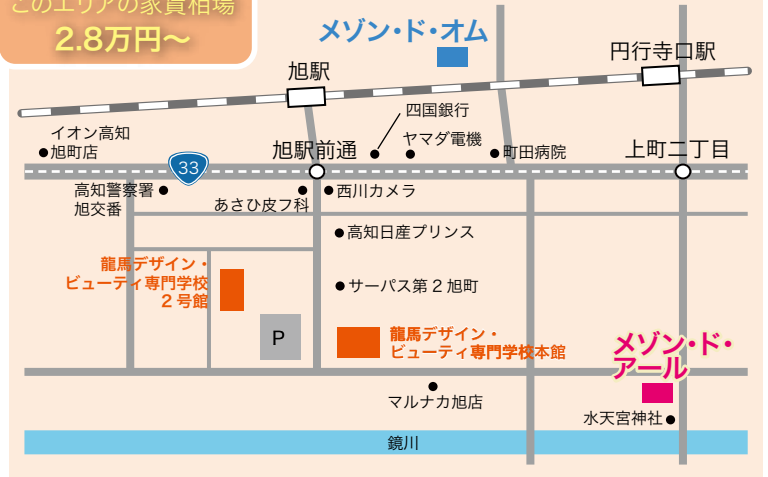 このエリアの家賃相場
2.8万円～
メゾン・ド・オム
円行寺口駅
旭駅
四国銀行
イオン高知
旭町店
ヤマダ電機
旭駅前通
町田病院
上町二丁目
33
高知警察署
旭交番
あさひ皮フ科
西川カメラ
高知日産プリンス
龍馬デザイン・
ビューティ専門学校
2号館
サーパス第2旭町
P
龍馬デザイン・
ビューティ専門学校本館
メゾン・ド・
アール
マルナカ旭店
水天宮神社
鏡川